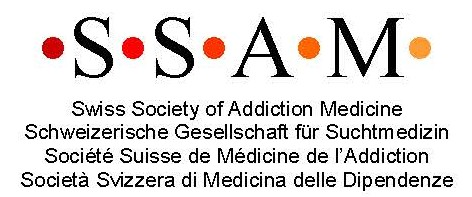 •S•S•A•M•
Swiss Society of Addiction Medicine
Schweizerische Gesellschaft für Suchtmedizin
Société Suisse de Médicine de l'Addiction
Società Svizzera di Medicina delle Dipendenze